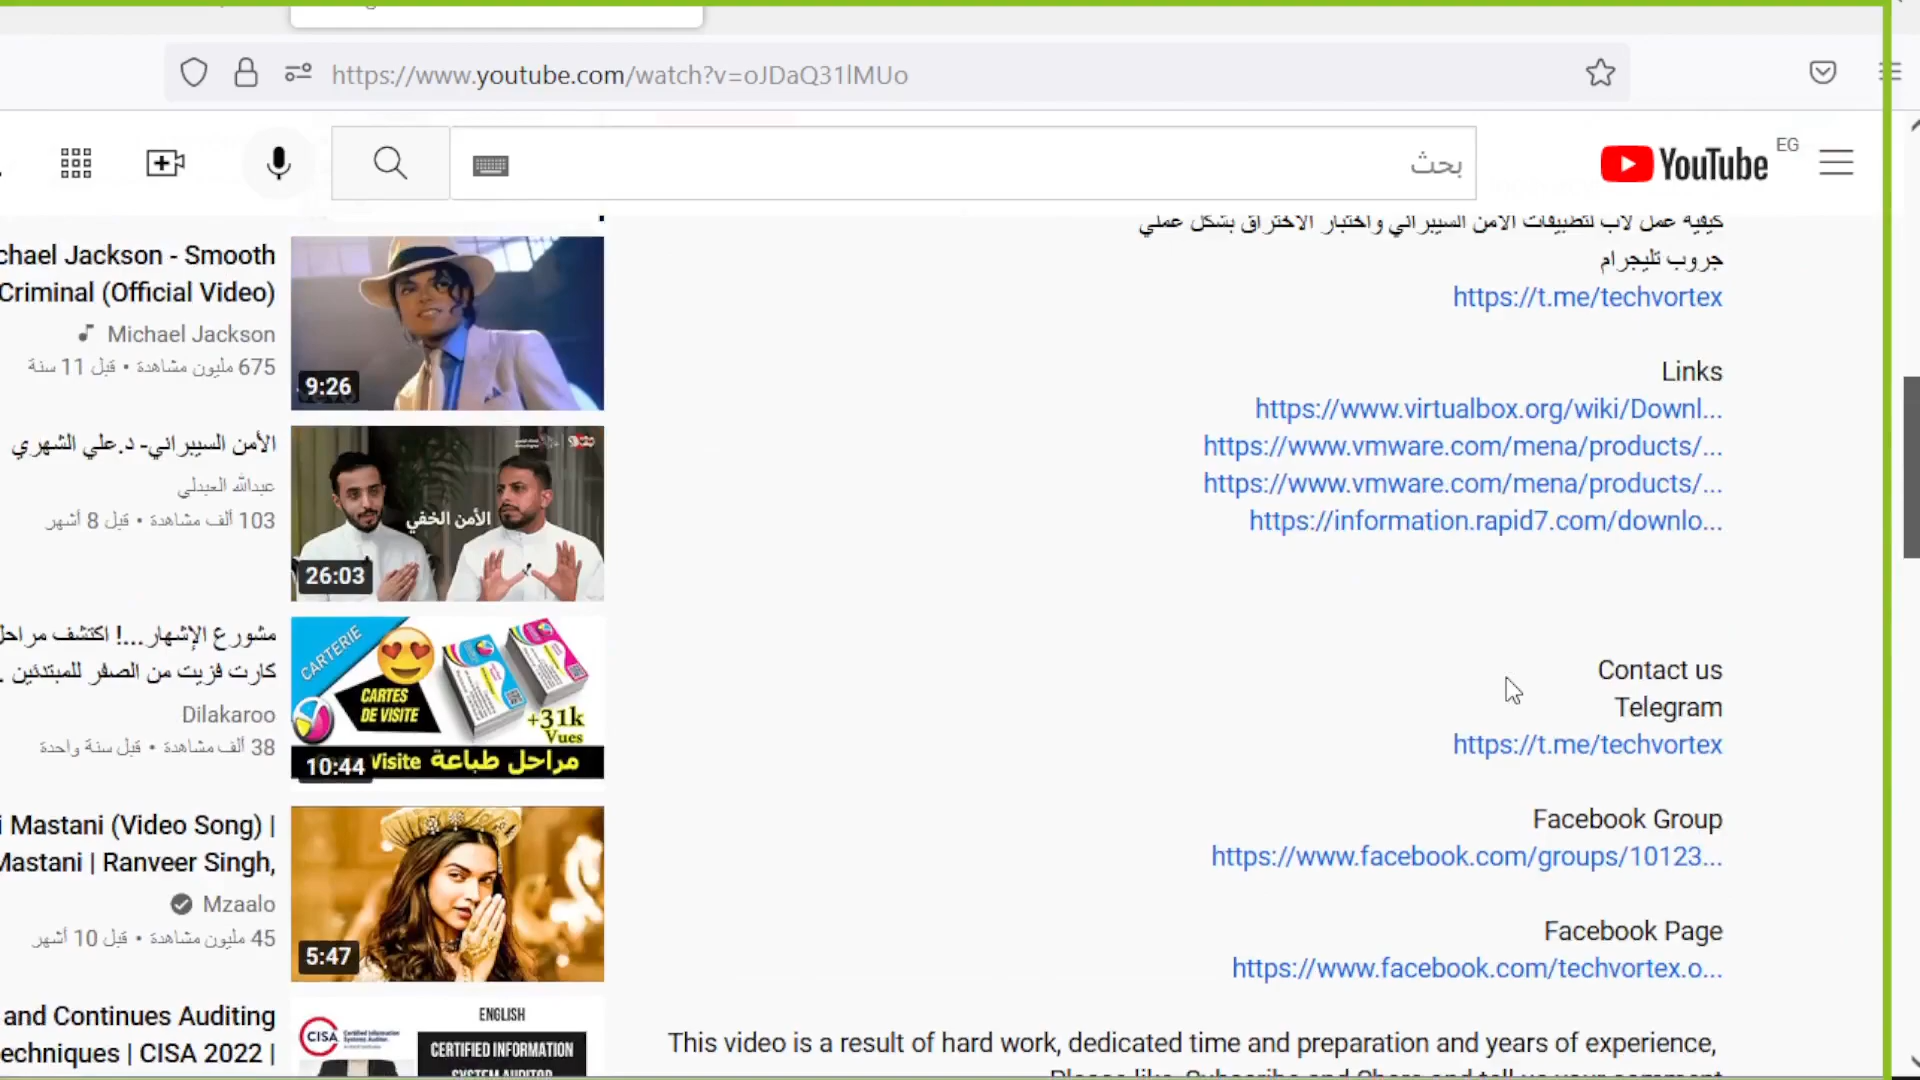 https://www.youtube.com/watch?v=oJDaQ31lMUo
بحث
YouTube
EG
كيفية عمل لاب لتطبيقات الامن السيبراني واختبار الاختراق بشكل عملي
جروب تليجرام
https://t.me/techvortex
Links
https://www.virtualbox.org/wiki/Downl...
https://www.vmware.com/mena/products/...
https://www.vmware.com/mena/products/...
https://information.rapid7.com/downlo...
Contact us
Telegram
https://t.me/techvortex
Facebook Group
https://www.facebook.com/groups/10123...
Facebook Page
https://www.facebook.com/techvortex.o...
This video is a result of hard work, dedicated time and preparation and years of experience,
chael Jackson - Smooth
Criminal (Official Video)
Michael Jackson
675 مليون مشاهدة • قبل 11 سنة
9:26
الأمن السيبراني- د.علي الشهري
عبدالله العبدلي
103 ألف مشاهدة • قبل 8 أشهر
الأمن الخفي
26:03
مشورع الإشهار...! اكتشف مراحل
كارت فزيت من الصفر للمبتدئين
Dilakaroo
38 ألف مشاهدة • قبل سنة واحدة
CARTERIE
CARTES
DE VISITE
+31k
Vues
مراحل طباعة Visite
10:44
i Mastani (Video Song) |
Mastani | Ranveer Singh,
Mzaalo
45 مليون مشاهدة • قبل 10 أشهر
5:47
and Continues Auditing
echniques | CISA 2022 |
ENGLISH
CISA Certified Information Systems Auditor
CERTIFIED INFORMATION